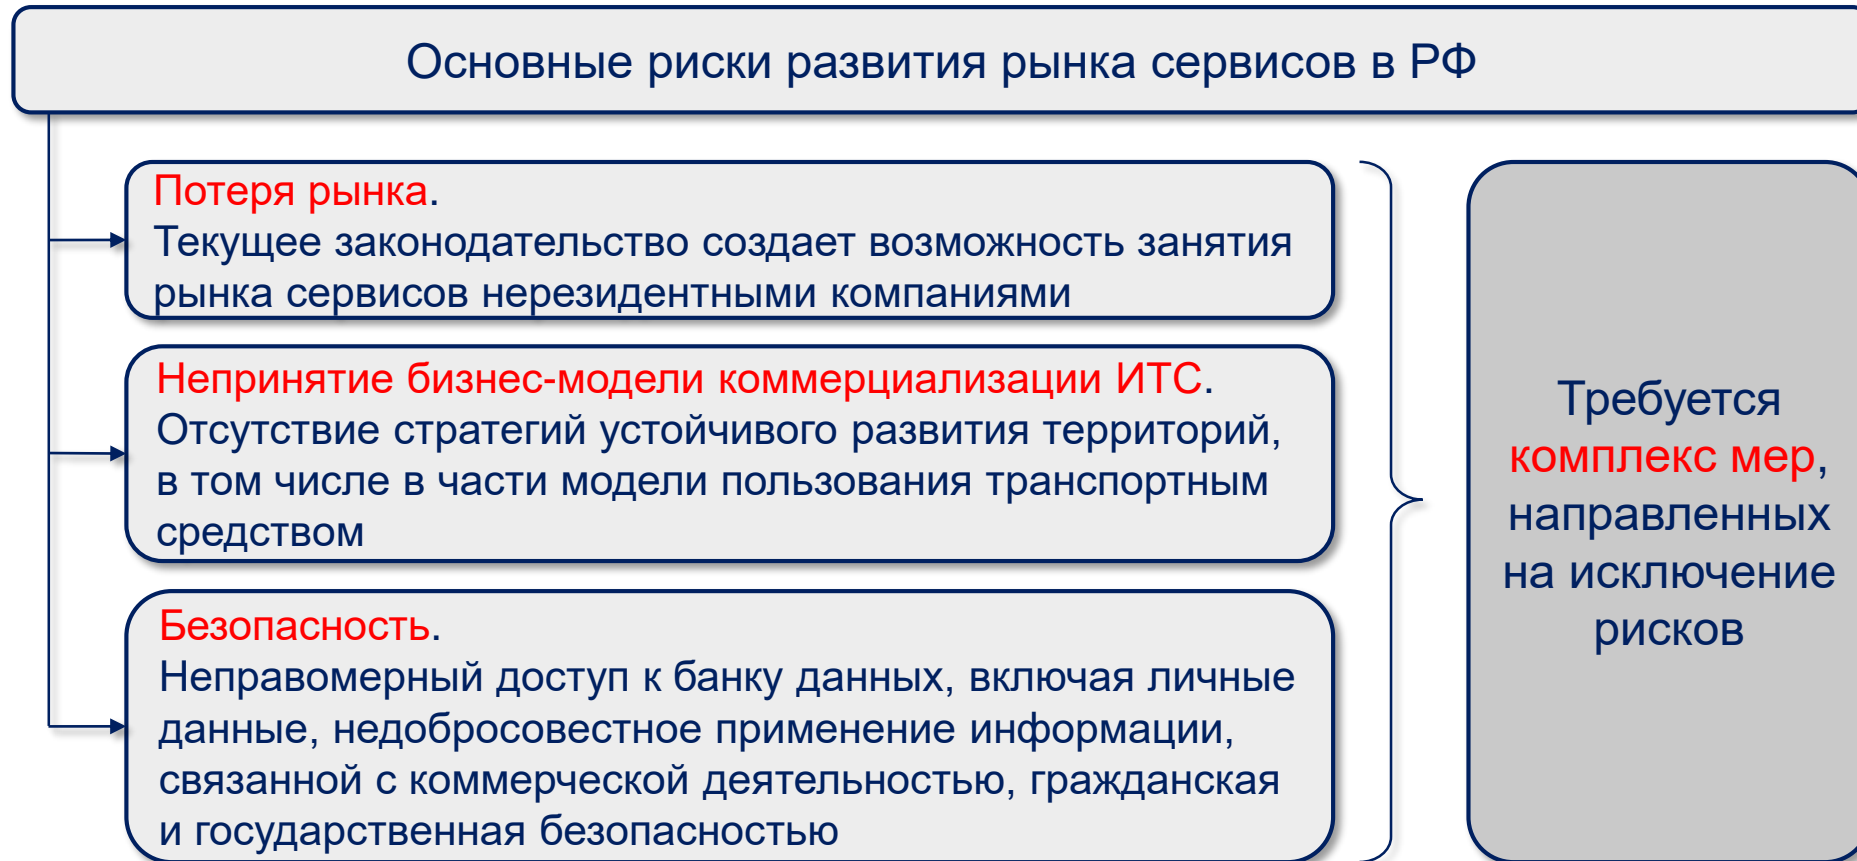 Основные риски развития рынка сервисов в РФ
Потеря рынка.
Текущее законодательство создает возможность занятия
рынка сервисов нерезидентными компаниями
Непринятие бизнес-модели коммерциализации ИТС.
Отсутствие стратегий устойчивого развития территорий,
в том числе в части модели пользования транспортным
средством
Безопасность.
Неправомерный доступ к банку данных, включая личные
данные, недобросовестное применение информации,
связанной с коммерческой деятельностью, гражданская
и государственная безопасностью
Требуется
комплекс мер,
направленных
на исключение
рисков